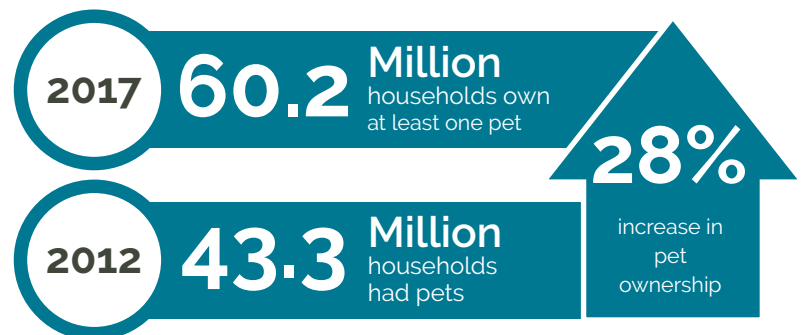 2017
60.2
Million
households own
at least one pet
28%
increase in
pet
ownership
2012
43.3
Million
households
had pets